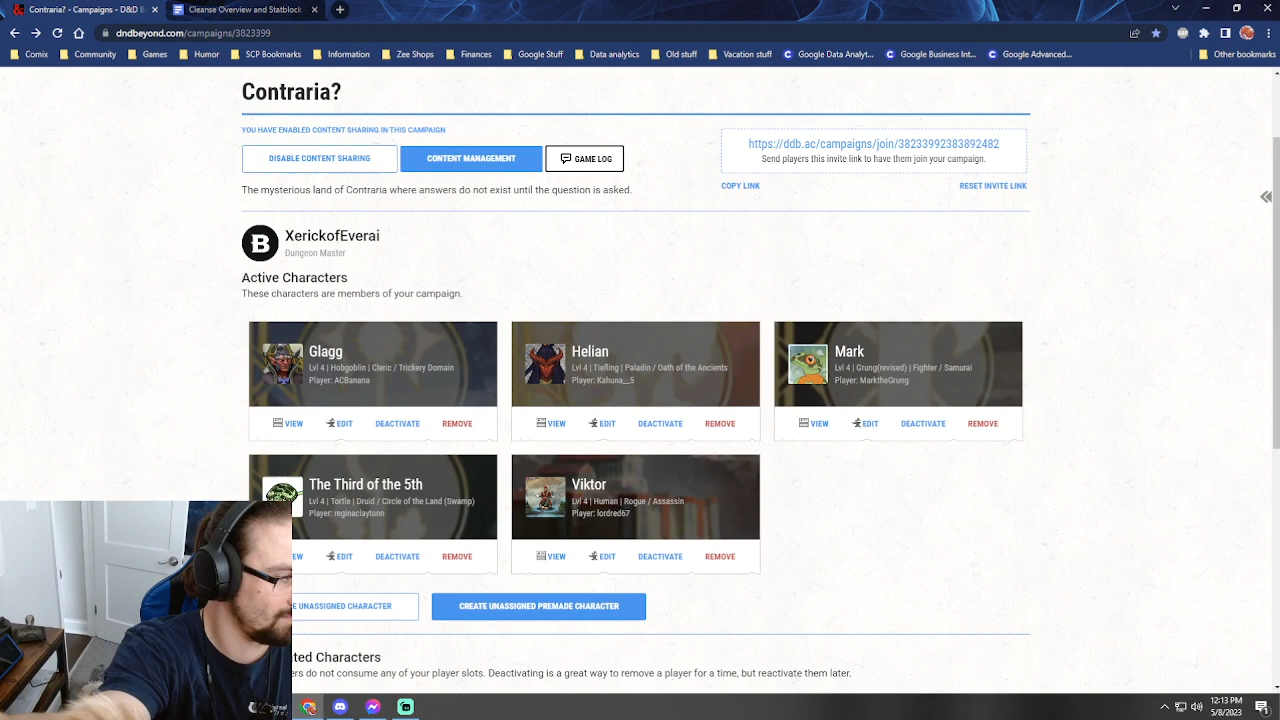 Contraria? - Campaigns - D&D B
Clense Starfall
dndbeyond.com/campaigns/3823399
Comix
Community
Games
Humor
SCP Bookmarks
Zee Shops
Finances
Google Stuff
Data analytics
Old stuff
Vacation stuff
Google Data Analyt...
Google Business Int...
Google Advanced...
Other bookmarks
Contraria?
YOU HAVE ENABLED CONTENT SHARING IN THIS CAMPAIGN
DISABLE CONTENT SHARING
CONTENT MANAGEMENT
GAME LOG
https://ddb.ac/campaigns/join/38233992383892482
Send players this invite link to have them join your campaign.
COPY LINK
RESET INVITE LINK
The mysterious land of Contraria where answers do not exist until the question is asked.
B
XerickofEverai
Dungeon Master
Active Characters
These characters are members of your campaign.
Glagg
Lvl 4 | Hobgoblin | Cleric / Trickery Domain
Player: ACBanana
VIEW EDIT DEACTIVATE REMOVE
Helian
Lvl 4 | Tiefling | Paladin / Oath of the Ancients
Player: Kahuna__5
VIEW EDIT DEACTIVATE REMOVE
Mark
Lvl 4 | Grung(revised) | Fighter / Samurai
Player: MarktheGrung
VIEW EDIT DEACTIVATE REMOVE
The Third of the 5th
Lvl 4 | Tortle | Druid / Circle of the Land (Swamp)
Player: reginaclaytonn
EW EDIT DEACTIVATE REMOVE
Viktor
Lvl 4 | Human | Rogue / Assassin
Player: lordred67
VIEW EDIT DEACTIVATE REMOVE
E UNASSIGNED CHARACTER
CREATE UNASSIGNED PREMADE CHARACTER
ted Characters
ers do not consume any of your player slots. Deactivating is a great way to remove a player for a time, but reactivate them later.
12:13 PM
5/8/2023